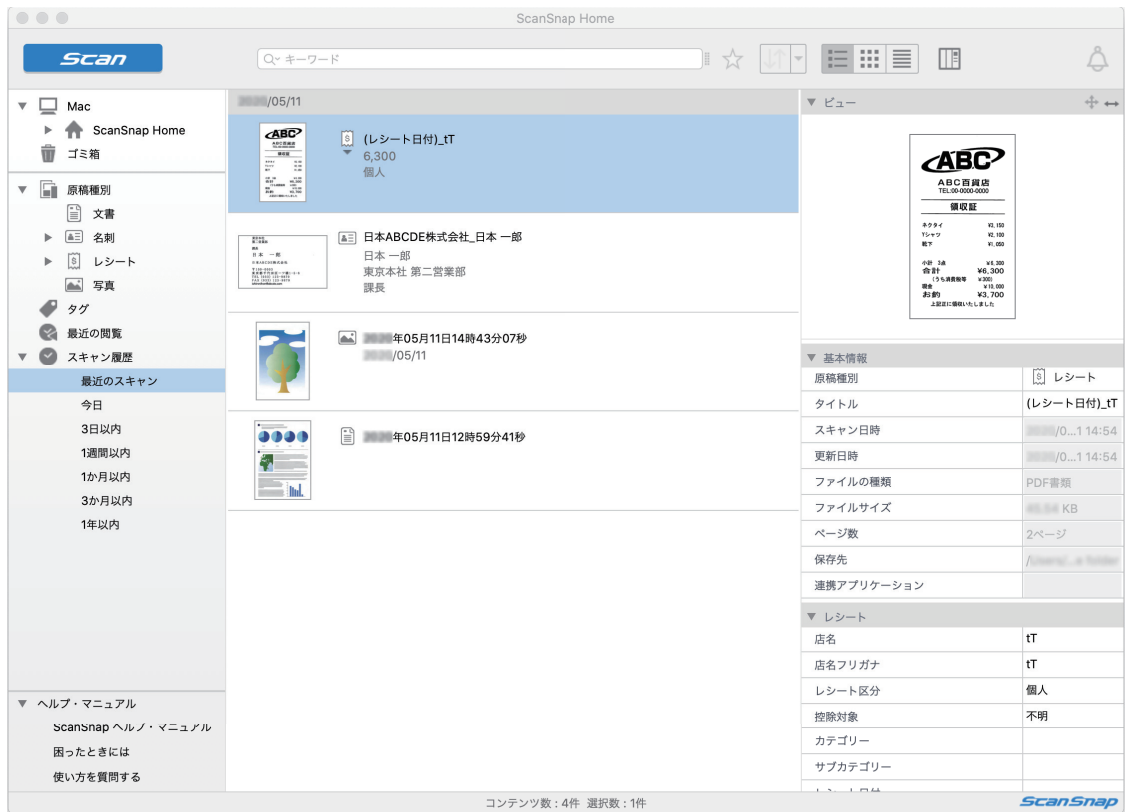 ScanSnap Home
Scan
キーワード
Mac
ScanSnap Home
ゴミ箱
原稿種別
文書
名刺
レシート
写真
タグ
最近の閲覧
スキャン履歴
最近のスキャン
今日
3日以内
1週間以内
1か月以内
3か月以内
1年以内
ヘルプ・マニュアル
ScanSnap ヘルプ・マニュアル
困ったときには
使い方を質問する
/05/11
(レシート日付)_tT
6,300
個人
日本ABCDE株式会社_日本 一郎
日本 一郎
東京本社 第二営業部
課長
年05月11日14時43分07秒
/05/11
年05月11日12時59分41秒
ビュー
ABC
ABC百貨店
TEL:00-0000-0000
領収証
ネクタイ ¥3,150
Yシャツ ¥2,100
靴下 ¥1,050
小計 3点 ¥6,300
合計 ¥6,300
(うち消費税等 ¥300)
現金 ¥10,000
お釣 ¥3,700
上記正に領収いたしました
基本情報
原稿種別 レシート
タイトル (レシート日付)_tT
スキャン日時 /0...1 14:54
更新日時 /0...1 14:54
ファイルの種類 PDF書類
ファイルサイズ KB
ページ数 2ページ
保存先
連携アプリケーション
レシート
店名 tT
店名フリガナ tT
レシート区分 個人
控除対象 不明
カテゴリー
サブカテゴリー
コンテンツ数：4件 選択数：1件
ScanSnap